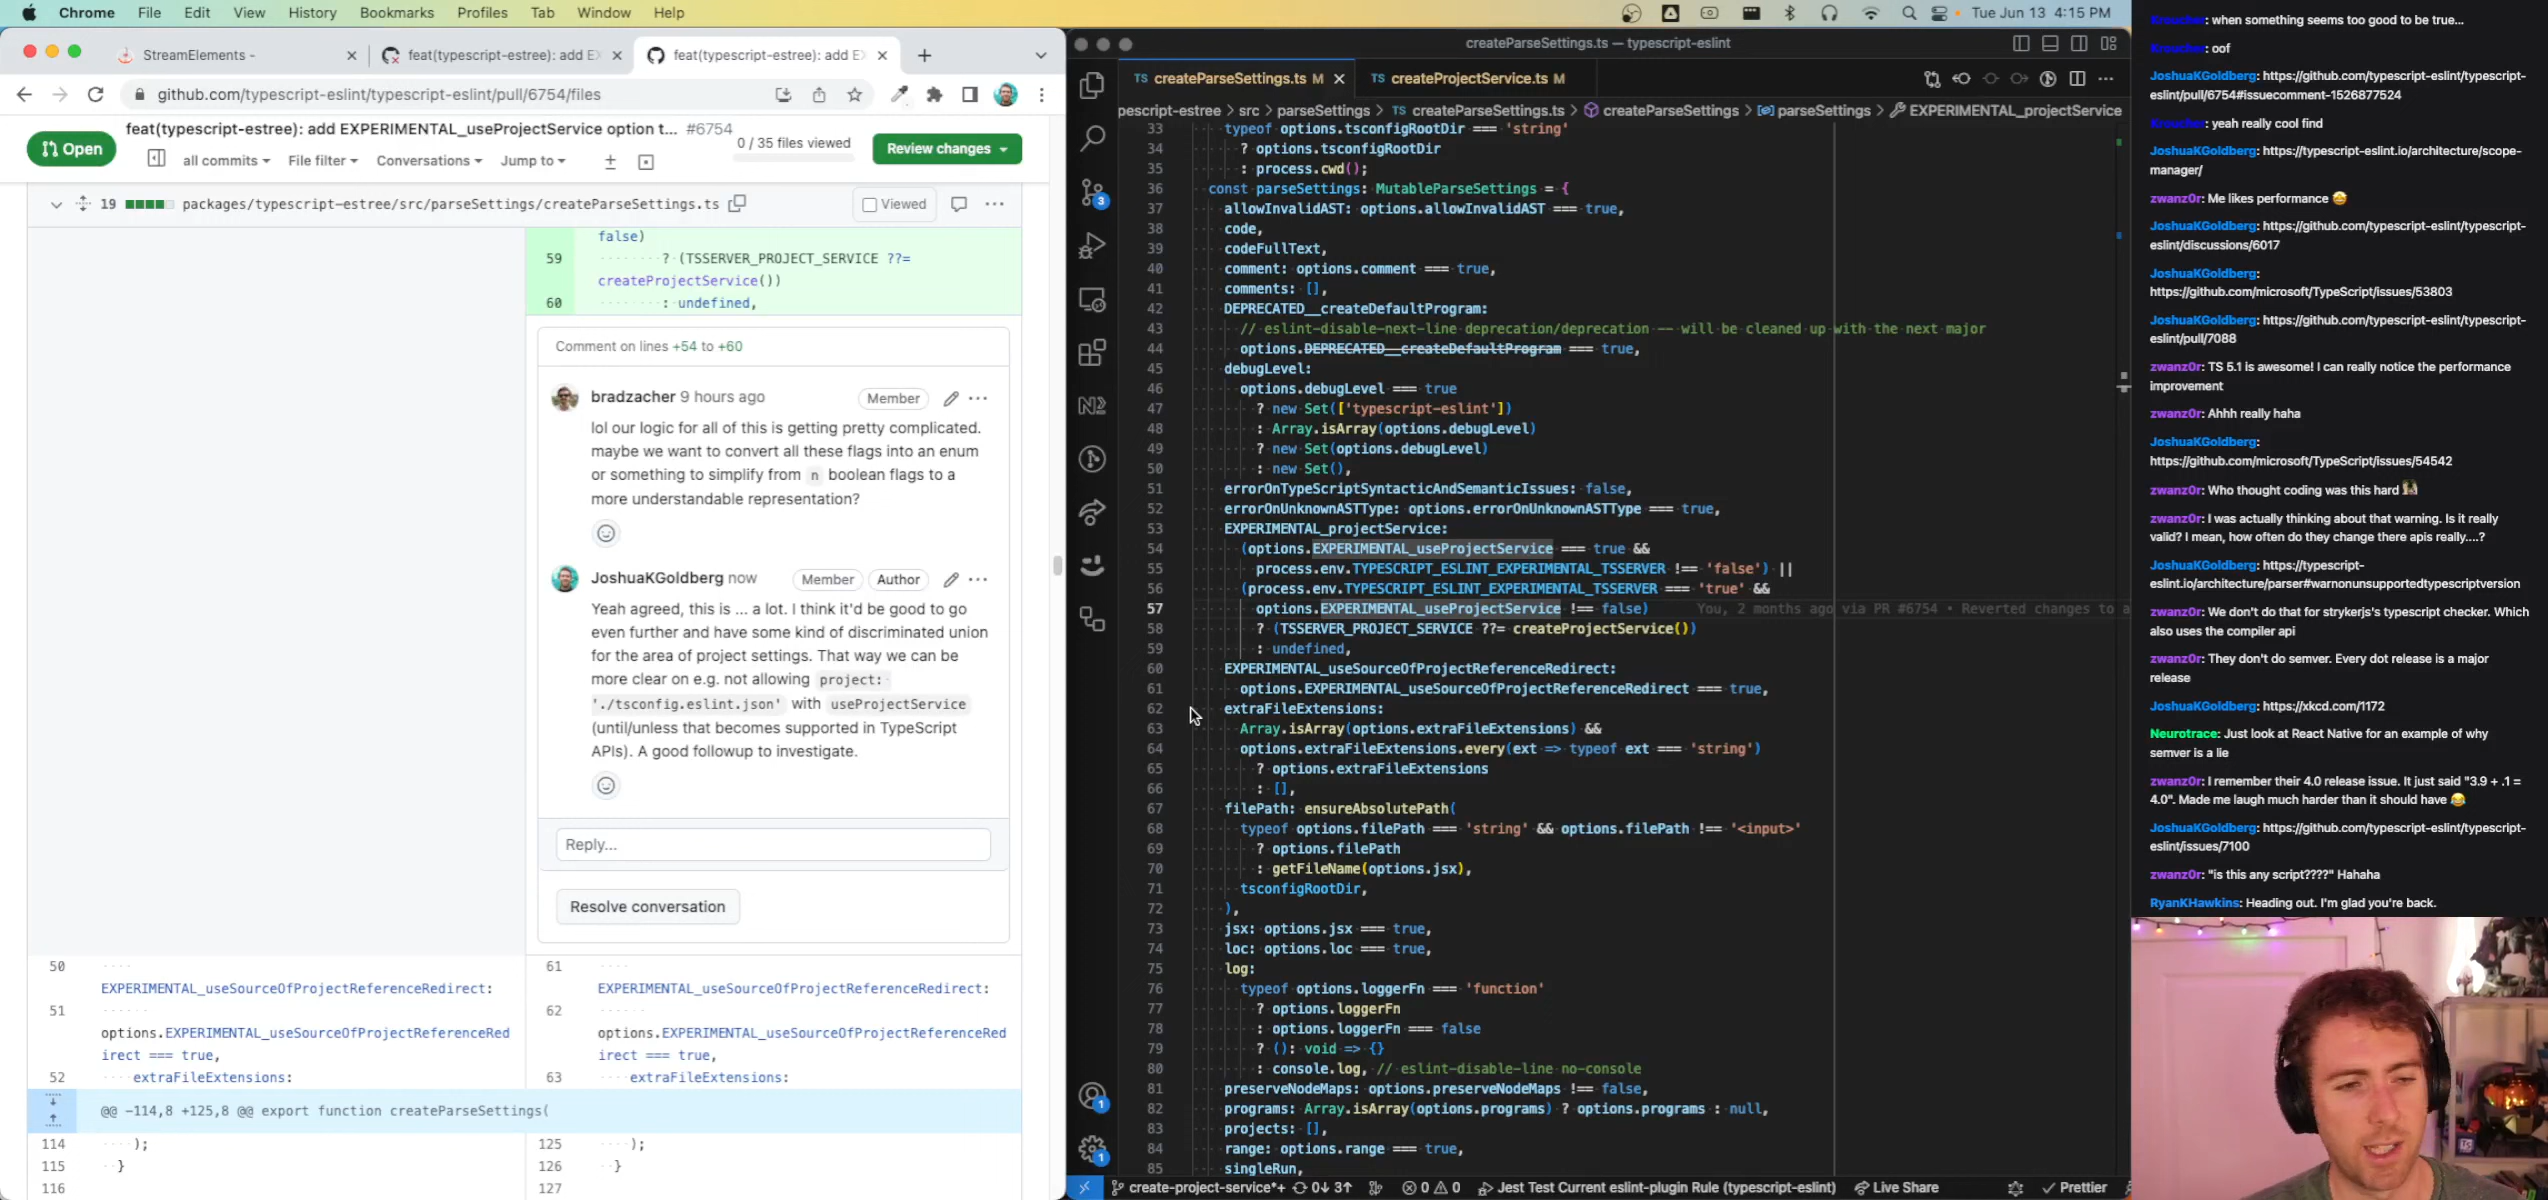 Chrome File Edit View History Bookmarks Profiles Tab Window Help
Tue Jun 13 4:15 PM
StreamElements -
feat(typescript-estree): add EX
feat(typescript-estree): add EX
github.com/typescript-eslint/typescript-eslint/pull/6754/files
Open
feat(typescript-estree): add EXPERIMENTAL_useProjectService option t... #6754
all commits File filter Conversations Jump to
0 / 35 files viewed
Review changes
19 packages/typescript-estree/src/parseSettings/createParseSettings.ts
Viewed
false)
59 ? (TSSERVER_PROJECT_SERVICE ??=
createProjectService())
60 : undefined,
Comment on lines +54 to +60
bradzacher 9 hours ago Member
lol our logic for all of this is getting pretty complicated.
maybe we want to convert all these flags into an enum
or something to simplify from n boolean flags to a
more understandable representation?
JoshuaKGoldberg now Member Author
Yeah agreed, this is ... a lot. I think it'd be good to go
even further and have some kind of discriminated union
for the area of project settings. That way we can be
more clear on e.g. not allowing project:
'./tsconfig.eslint.json' with useProjectService
(until/unless that becomes supported in TypeScript
APIs). A good followup to investigate.
Reply...
Resolve conversation
50
EXPERIMENTAL_useSourceOfProjectReferenceRedirect:
51
options.EXPERIMENTAL_useSourceOfProjectReferenceRed
irect === true,
52 extraFileExtensions:
61
EXPERIMENTAL_useSourceOfProjectReferenceRedirect:
62
options.EXPERIMENTAL_useSourceOfProjectReferenceRed
irect === true,
63 extraFileExtensions:
@@ -114,8 +125,8 @@ export function createParseSettings(
114 );
115 }
116
125 );
126 }
127
createParseSettings.ts — typescript-eslint
TS createParseSettings.ts M
TS createProjectService.ts M
pescript-estree > src > parseSettings > TS createParseSettings.ts > createParseSettings > parseSettings > EXPERIMENTAL_projectService
33 typeof options.tsconfigRootDir === 'string'
34 ? options.tsconfigRootDir
35 : process.cwd();
36 const parseSettings: MutableParseSettings = {
37 allowInvalidAST: options.allowInvalidAST === true,
38 code,
39 codeFullText,
40 comment: options.comment === true,
41 comments: [],
42 DEPRECATED__createDefaultProgram:
43 // eslint-disable-next-line deprecation/deprecation -- will be cleaned up with the next major
44 options.DEPRECATED__createDefaultProgram === true,
45 debugLevel:
46 options.debugLevel === true
47 ? new Set(['typescript-eslint'])
48 : Array.isArray(options.debugLevel)
49 ? new Set(options.debugLevel)
50 : new Set(),
51 errorOnTypeScriptSyntacticAndSemanticIssues: false,
52 errorOnUnknownASTType: options.errorOnUnknownASTType === true,
53 EXPERIMENTAL_projectService:
54 (options.EXPERIMENTAL_useProjectService === true &&
55 process.env.TYPESCRIPT_ESLINT_EXPERIMENTAL_TSSERVER !== 'false') ||
56 (process.env.TYPESCRIPT_ESLINT_EXPERIMENTAL_TSSERVER === 'true' &&
57 options.EXPERIMENTAL_useProjectService !== false) You, 2 months ago via PR #6754 • Reverted changes to a
58 ? (TSSERVER_PROJECT_SERVICE ??= createProjectService())
59 : undefined,
60 EXPERIMENTAL_useSourceOfProjectReferenceRedirect:
61 options.EXPERIMENTAL_useSourceOfProjectReferenceRedirect === true,
62 extraFileExtensions:
63 Array.isArray(options.extraFileExtensions) &&
64 options.extraFileExtensions.every(ext => typeof ext === 'string')
65 ? options.extraFileExtensions
66 : [],
67 filePath: ensureAbsolutePath(
68 typeof options.filePath === 'string' && options.filePath !== '<input>'
69 ? options.filePath
70 : getFileName(options.jsx),
71 tsconfigRootDir,
72 ),
73 jsx: options.jsx === true,
74 loc: options.loc === true,
75 log:
76 typeof options.loggerFn === 'function'
77 ? options.loggerFn
78 : options.loggerFn === false
79 ? (): void => {}
80 : console.log, // eslint-disable-line no-console
81 preserveNodeMaps: options.preserveNodeMaps !== false,
82 programs: Array.isArray(options.programs) ? options.programs : null,
83 projects: [],
84 range: options.range === true,
85 singleRun,
3
1
1
create-project-service*+ 0↓ 3↑ 0 0 Jest Test Current eslint-plugin Rule (typescript-eslint) Live Share Prettier
Kroucher: when something seems too good to be true...
Kroucher: oof
JoshuaKGoldberg: https://github.com/typescript-eslint/typescript-
eslint/pull/6754#issuecomment-1526877524
Kroucher: yeah really cool find
JoshuaKGoldberg: https://typescript-eslint.io/architecture/scope-
manager/
zwanz0r: Me likes performance 🤩
JoshuaKGoldberg: https://github.com/typescript-eslint/typescript-
eslint/discussions/6017
JoshuaKGoldberg:
https://github.com/microsoft/TypeScript/issues/53803
JoshuaKGoldberg: https://github.com/typescript-eslint/typescript-
eslint/pull/7088
zwanz0r: TS 5.1 is awesome! I can really notice the performance
improvement
zwanz0r: Ahhh really haha
JoshuaKGoldberg:
https://github.com/microsoft/TypeScript/issues/54542
zwanz0r: Who thought coding was this hard
zwanz0r: I was actually thinking about that warning. Is it really
valid? I mean, how often do they change there apis really....?
JoshuaKGoldberg: https://typescript-
eslint.io/architecture/parser#warnonunsupportedtypescriptversion
zwanz0r: We don't do that for strykerjs's typescript checker. Which
also uses the compiler api
zwanz0r: They don't do semver. Every dot release is a major
release
JoshuaKGoldberg: https://xkcd.com/1172
Neurotrace: Just look at React Native for an example of why
semver is a lie
zwanz0r: I remember their 4.0 release issue. It just said "3.9 + .1 =
4.0". Made me laugh much harder than it should have 😂
JoshuaKGoldberg: https://github.com/typescript-eslint/typescript-
eslint/issues/7100
zwanz0r: "is this any script????" Hahaha
RyanKHawkins: Heading out. I'm glad you're back.